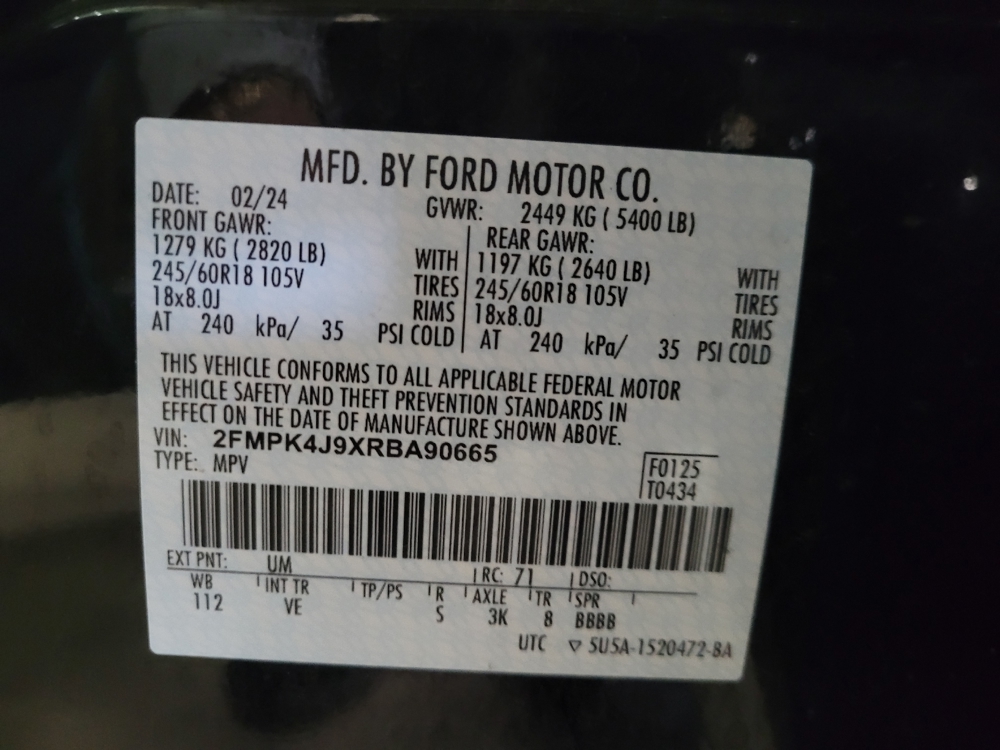 MFD. BY FORD MOTOR CO.
DATE: 02/24 GVWR: 2449 KG ( 5400 LB)
FRONT GAWR: REAR GAWR:
1279 KG ( 2820 LB) WITH 1197 KG ( 2640 LB) WITH
245/60R18 105V TIRES 245/60R18 105V TIRES
18x8.0J RIMS 18x8.0J RIMS
AT 240 kPa/ 35 PSI COLD AT 240 kPa/ 35 PSI COLD
THIS VEHICLE CONFORMS TO ALL APPLICABLE FEDERAL MOTOR
VEHICLE SAFETY AND THEFT PREVENTION STANDARDS IN
EFFECT ON THE DATE OF MANUFACTURE SHOWN ABOVE.
VIN: 2FMPK4J9XRBA90665
TYPE: MPV
F0125
T0434
EXT PNT: UM RC: 71 DSO:
WB INT TR TP/PS R AXLE TR SPR
112 VE S 3K 8 BBBB
UTC ▽ 5U5A-1520472-BA